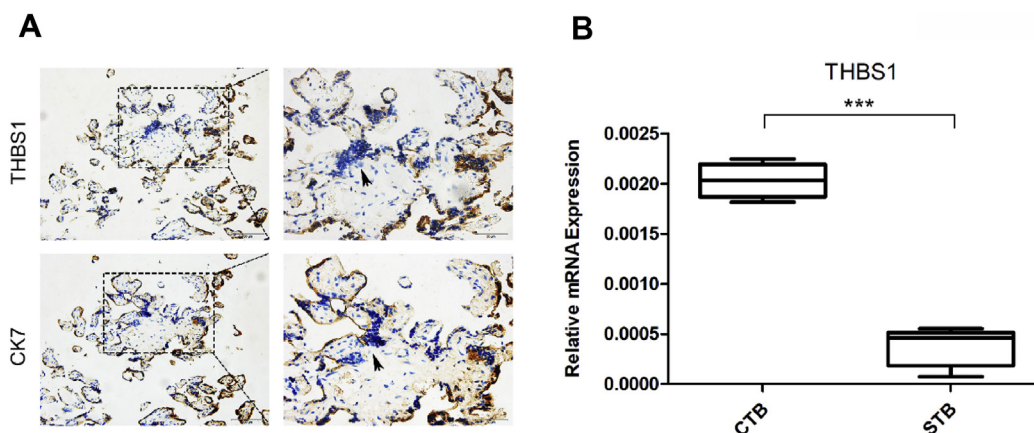 A
THBS1
CK7
B
THBS1
***
Relative mRNA Expression
0.0025
0.0020
0.0015
0.0010
0.0005
0.0000
CTB
STB